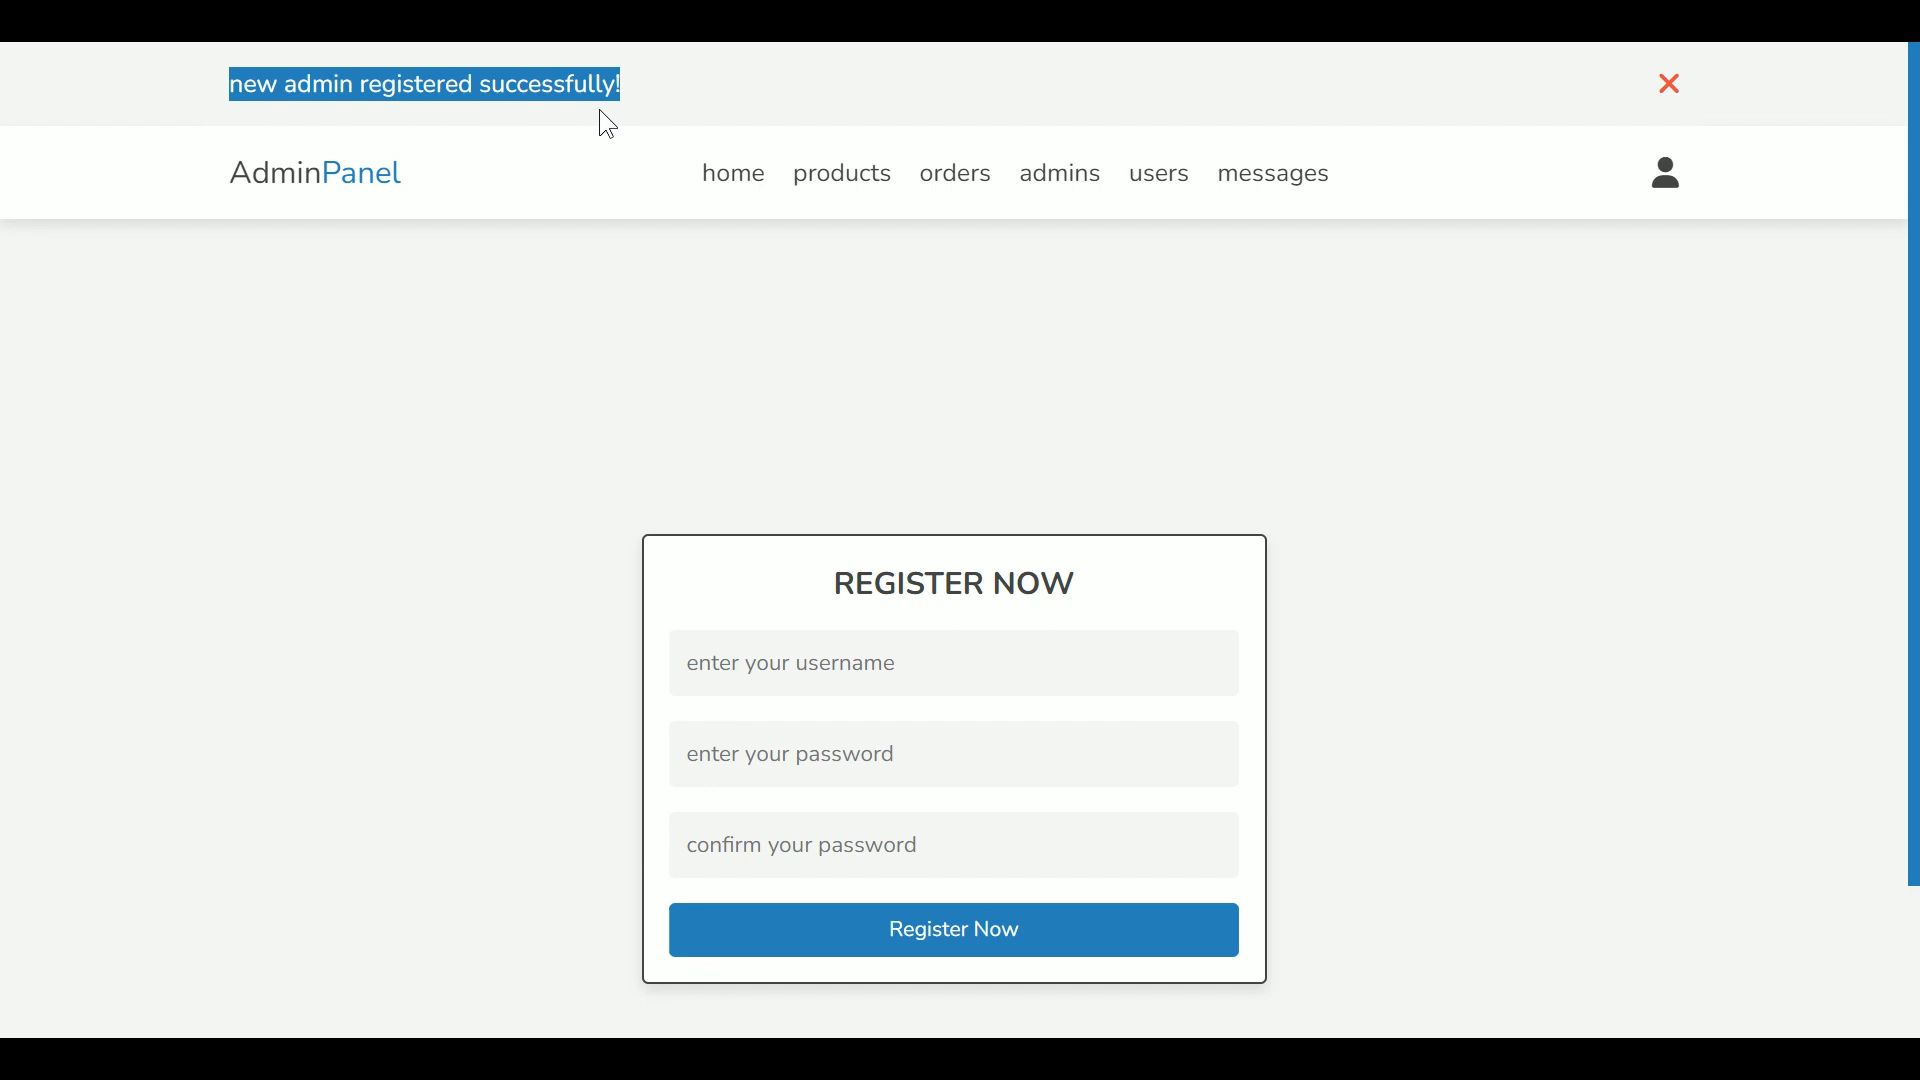 new admin registered successfully!
AdminPanel
home products orders admins users messages
REGISTER NOW
enter your username
enter your password
confirm your password
Register Now